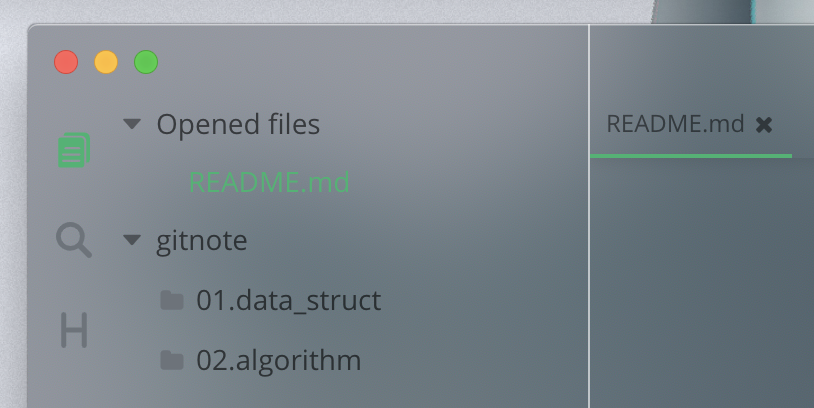 Opened files
README.md
README.md
gitnote
01.data_struct
02.algorithm
H